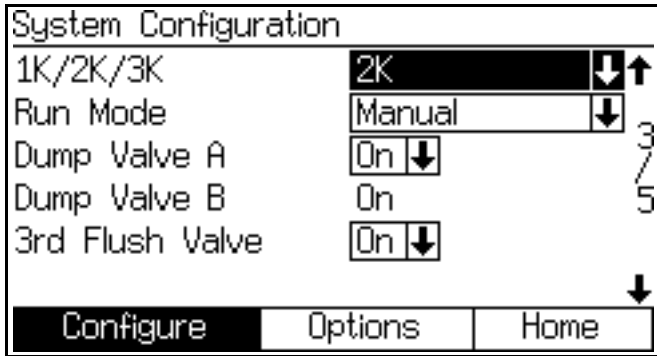 System Configuration
1K/2K/3K 2K
Run Mode Manual
Dump Valve A On
Dump Valve B On
3rd Flush Valve On
3
/
5
Configure Options Home